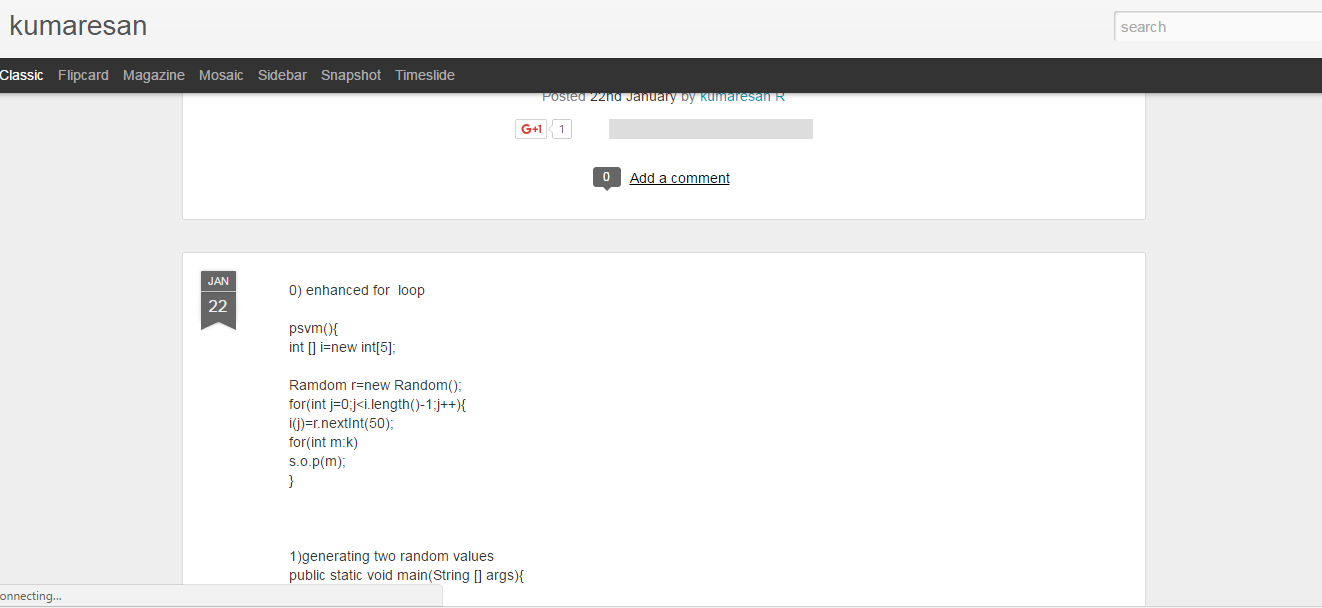 kumaresan
search
Classic Flipcard Magazine Mosaic Sidebar Snapshot Timeslide
Posted 22nd January by kumaresan R
G+1 1
0 Add a comment
JAN
22
0) enhanced for  loop
psvm(){
int [] i=new int[5];
Ramdom r=new Random();
for(int j=0;j<i.length()-1;j++){
i(j)=r.nextInt(50);
for(int m:k)
s.o.p(m);
}
1)generating two random values
public static void main(String [] args){
onnecting...